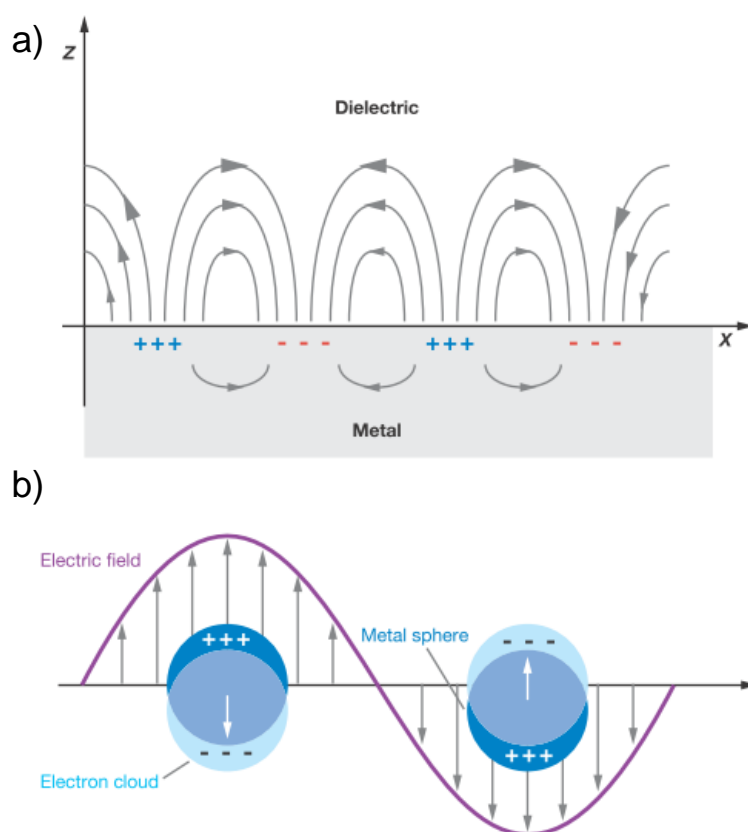 a)
z
Dielectric
+++ - - - +++ - - -
x
Metal
b)
Electric field
+++
Metal sphere
- - -
- - -
+++
Electron cloud